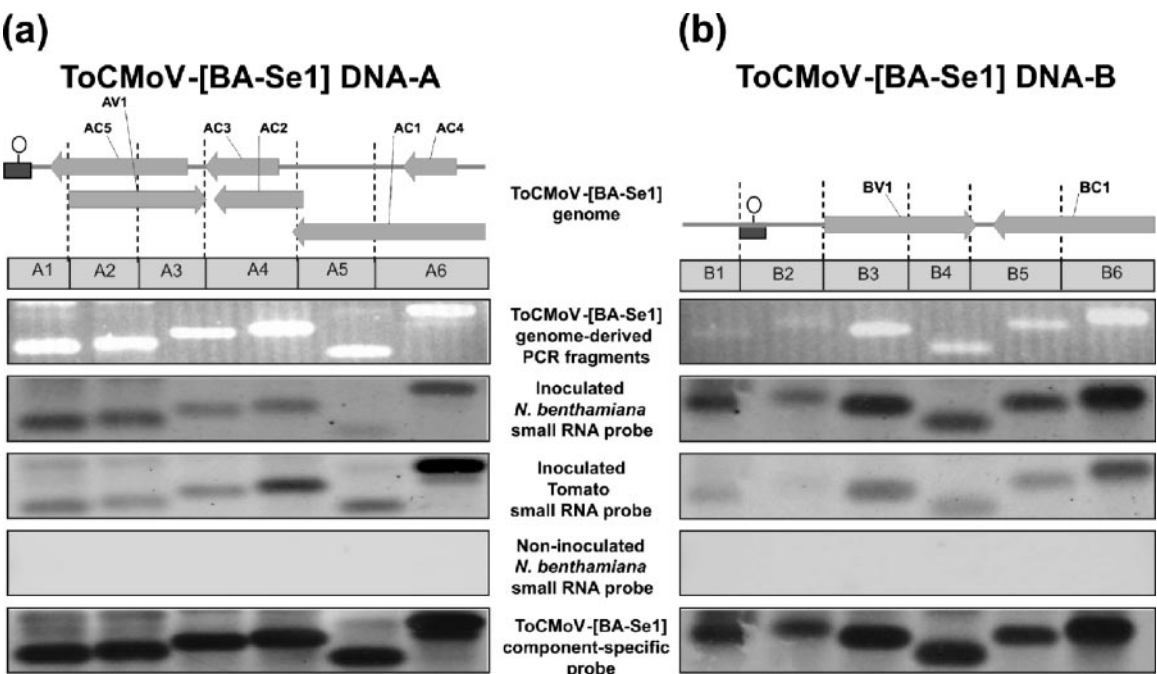 (a)
ToCMoV-[BA-Se1] DNA-A
AV1
AC5
AC3
AC2
AC1
AC4
A1
A2
A3
A4
A5
A6
(b)
ToCMoV-[BA-Se1] DNA-B
BV1
BC1
B1
B2
B3
B4
B5
B6
ToCMoV-[BA-Se1]
genome
ToCMoV-[BA-Se1]
genome-derived
PCR fragments
Inoculated
N. benthamiana
small RNA probe
Inoculated
Tomato
small RNA probe
Non-inoculated
N. benthamiana
small RNA probe
ToCMoV-[BA-Se1]
component-specific
probe